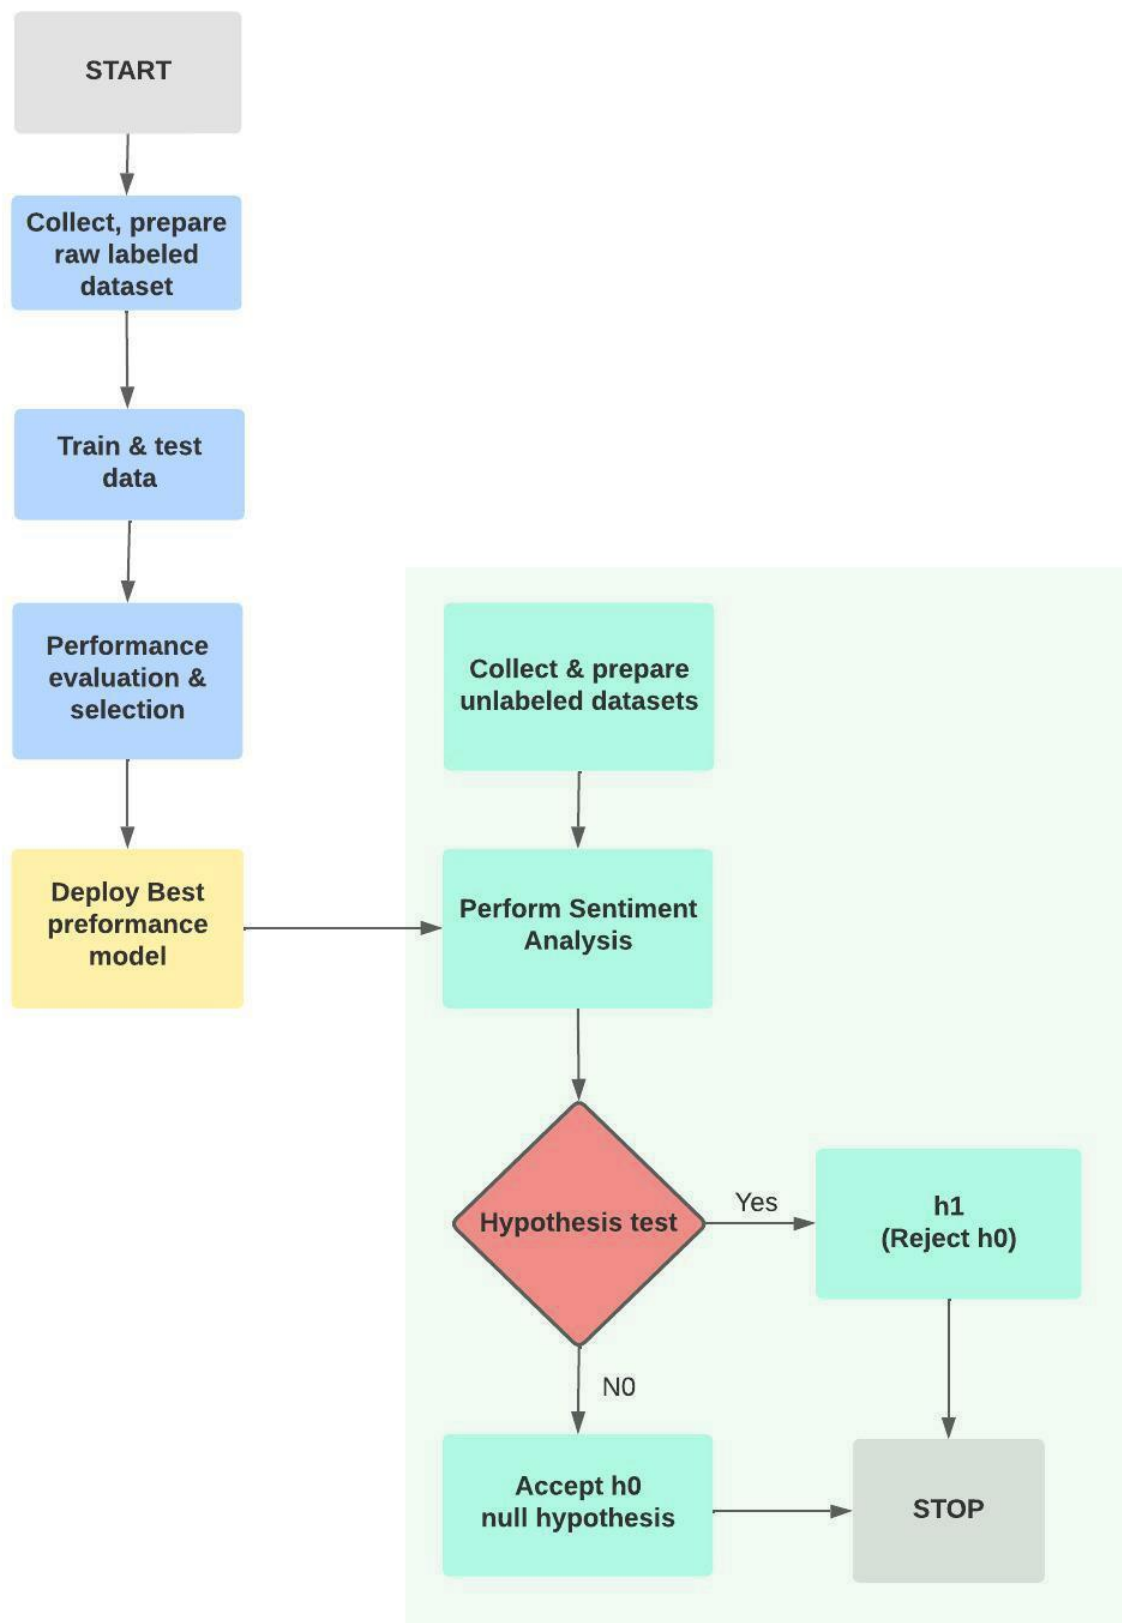 START
Collect, prepare
raw labeled
dataset
Train & test
data
Performance
evaluation &
selection
Deploy Best
preformance
model
Collect & prepare
unlabeled datasets
Perform Sentiment
Analysis
Hypothesis test
Yes
h1
(Reject h0)
N0
Accept h0
null hypothesis
STOP